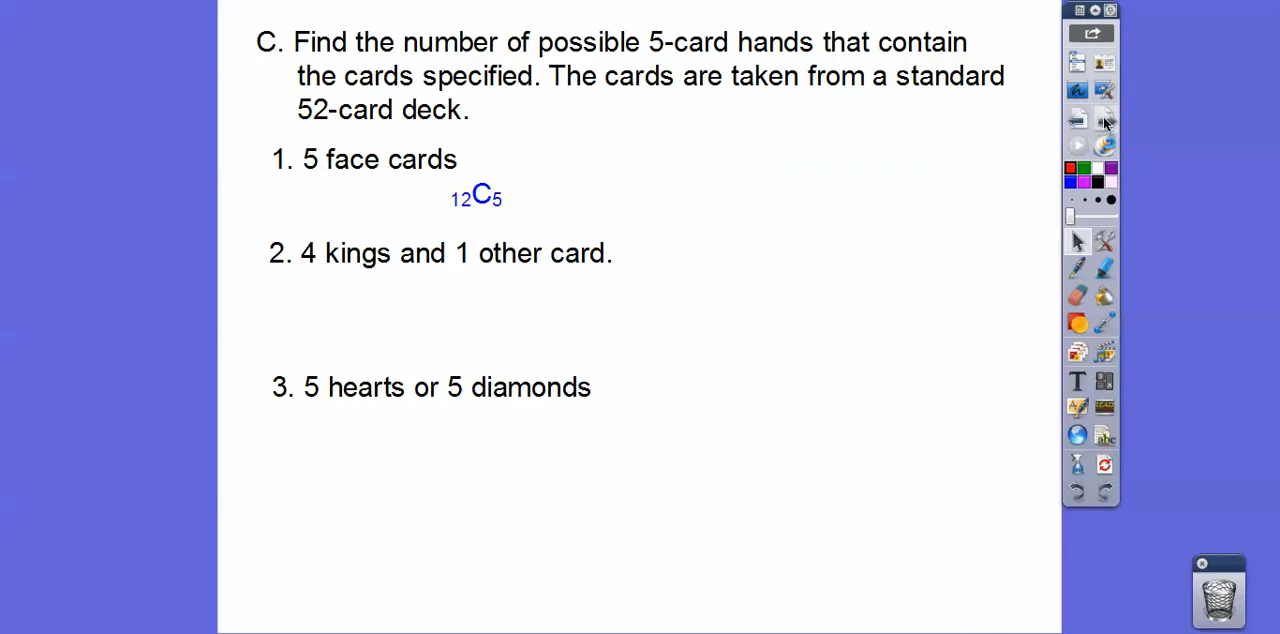 C. Find the number of possible 5-card hands that contain
the cards specified. The cards are taken from a standard
52-card deck.
1. 5 face cards
₁₂C₅
2. 4 kings and 1 other card.
3. 5 hearts or 5 diamonds